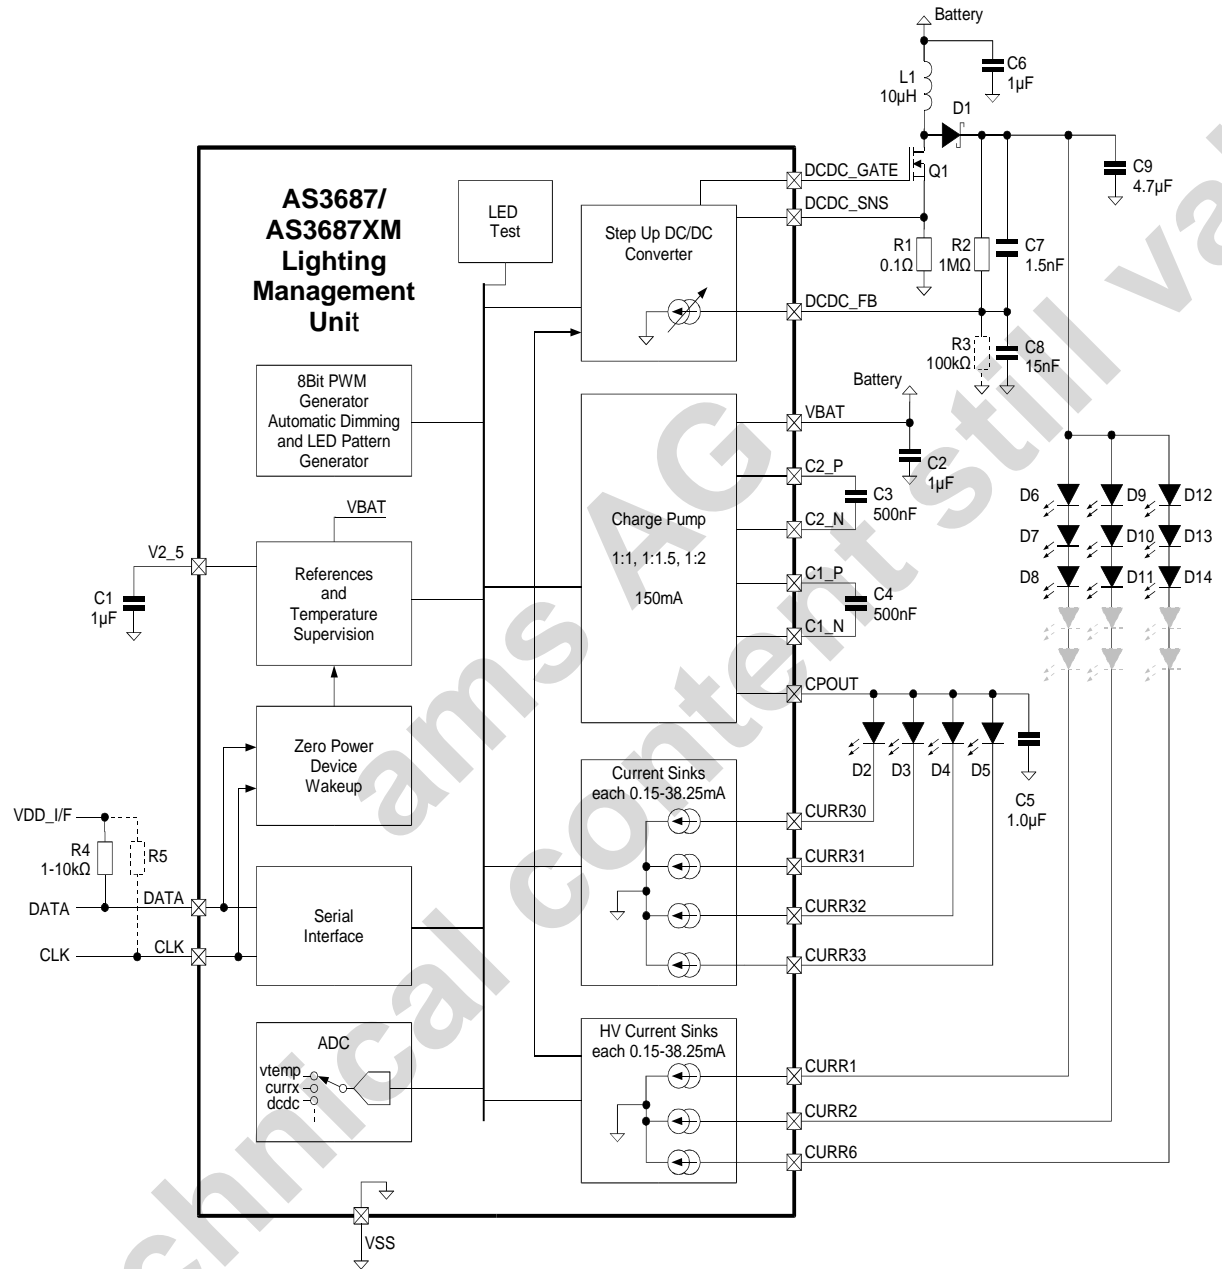 Battery
C6
1µF
L1
10µH
D1
Q1
C9
4.7µF
AS3687/
AS3687XM
Lighting
Management
Unit
LED
Test
Step Up DC/DC
Converter
DCDC_GATE
DCDC_SNS
R1
0.1Ω
R2
1MΩ
C7
1.5nF
DCDC_FB
R3
100kΩ
C8
15nF
8Bit PWM
Generator
Automatic Dimming
and LED Pattern
Generator
Battery
VBAT
C2
1µF
C2_P
C3
500nF
C2_N
Charge Pump
1:1, 1:1.5, 1:2
150mA
C1_P
C4
500nF
C1_N
CPOUT
D6
D9
D12
D7
D10
D13
D8
D11
D14
VBAT
V2_5
C1
1µF
References
and
Temperature
Supervision
Zero Power
Device
Wakeup
D2
D3
D4
D5
C5
1.0µF
Current Sinks
each 0.15-38.25mA
CURR30
CURR31
CURR32
CURR33
VDD_I/F
R4
1-10kΩ
R5
DATA
DATA
CLK
CLK
Serial
Interface
ADC
vtemp
currx
dcdc
HV Current Sinks
each 0.15-38.25mA
CURR1
CURR2
CURR6
VSS
ams AG
chnical content still val